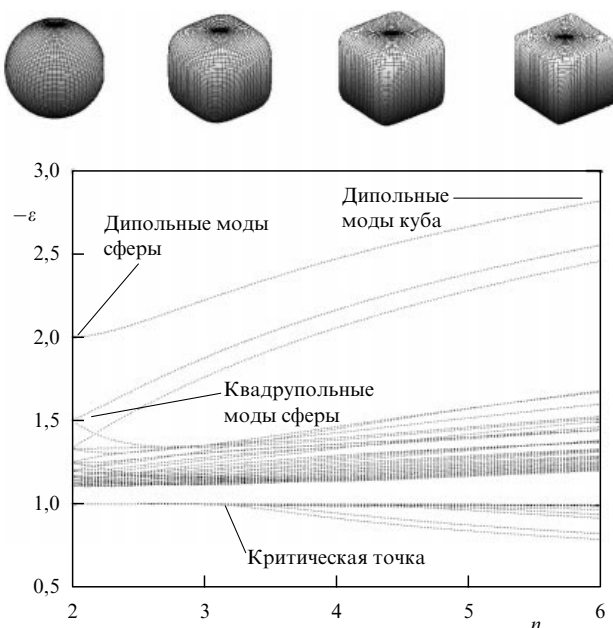 3,0
−ε
Дипольные моды
сферы
Дипольные
моды куба
2,5
2,0
Квадрупольные
моды сферы
1,5
1,0
Критическая точка
0,5
2
3
4
5
6
n